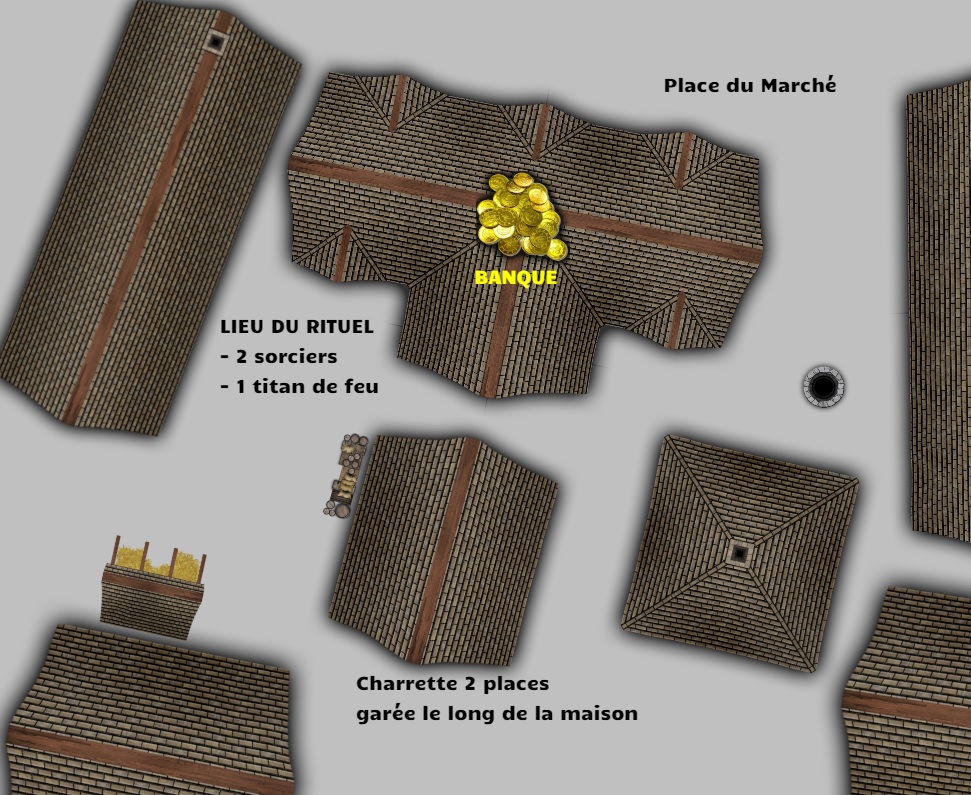 Place du Marché
BANQUE
LIEU DU RITUEL
- 2 sorciers
- 1 titan de feu
Charrette 2 places
garée le long de la maison